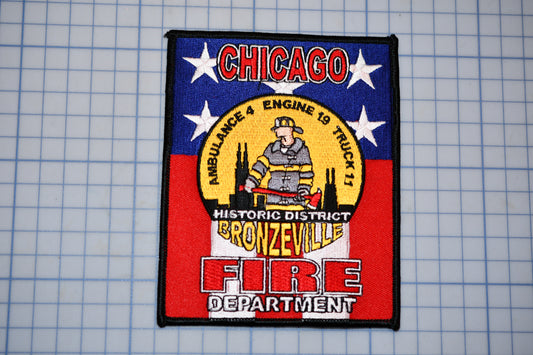 CHICAGO
AMBULANCE 4 ENGINE 19 TRUCK 11
HISTORIC DISTRICT
BRONZEVILLE
FIRE
DEPARTMENT